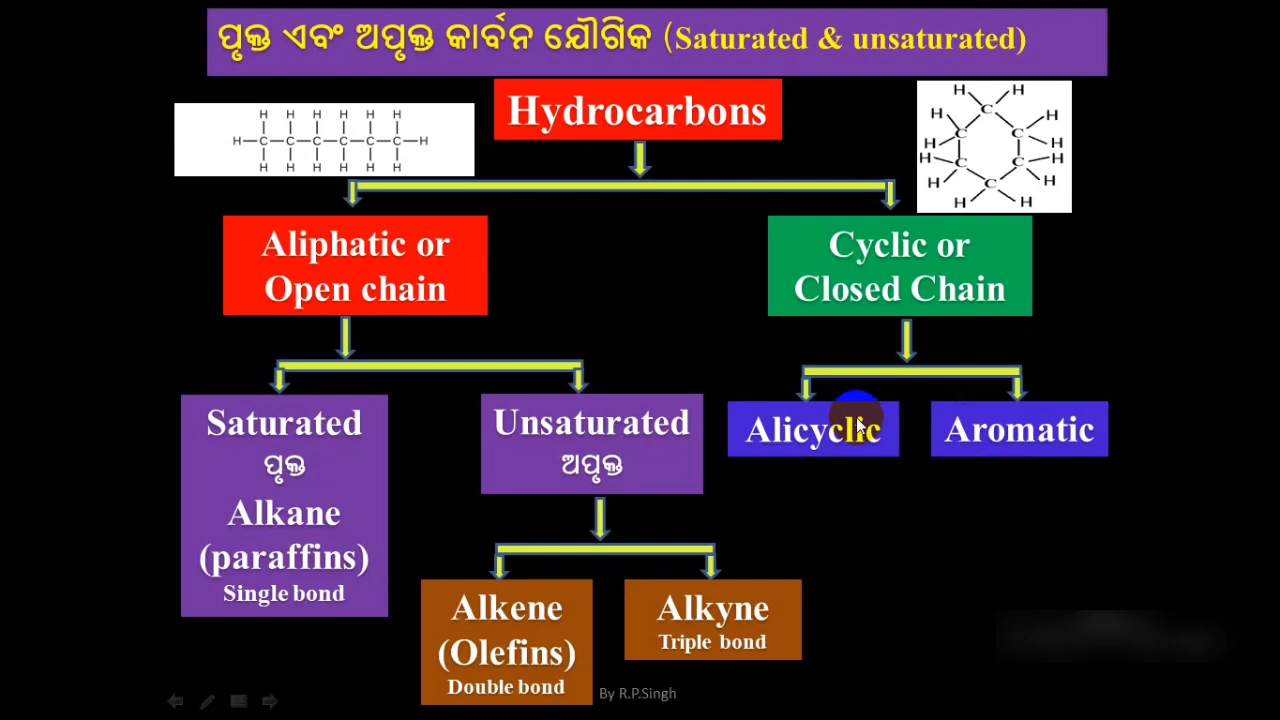 ପୃକ୍ତ ଏବଂ ଅପୃକ୍ତ କାର୍ବନ ଯୌଗିକ (Saturated & unsaturated)
Hydrocarbons
H H H H H H
H C C C C C C H
H H H H H H
H H
C
H H
C C
H H
H H
C C
H H
C
H H
Aliphatic or
Open chain
Cyclic or
Closed Chain
Saturated
ପୃକ୍ତ
Alkane
(paraffins)
Single bond
Unsaturated
ଅପୃକ୍ତ
Alicyclic
Aromatic
Alkene
(Olefins)
Double bond
Alkyne
Triple bond
By R.P.Singh